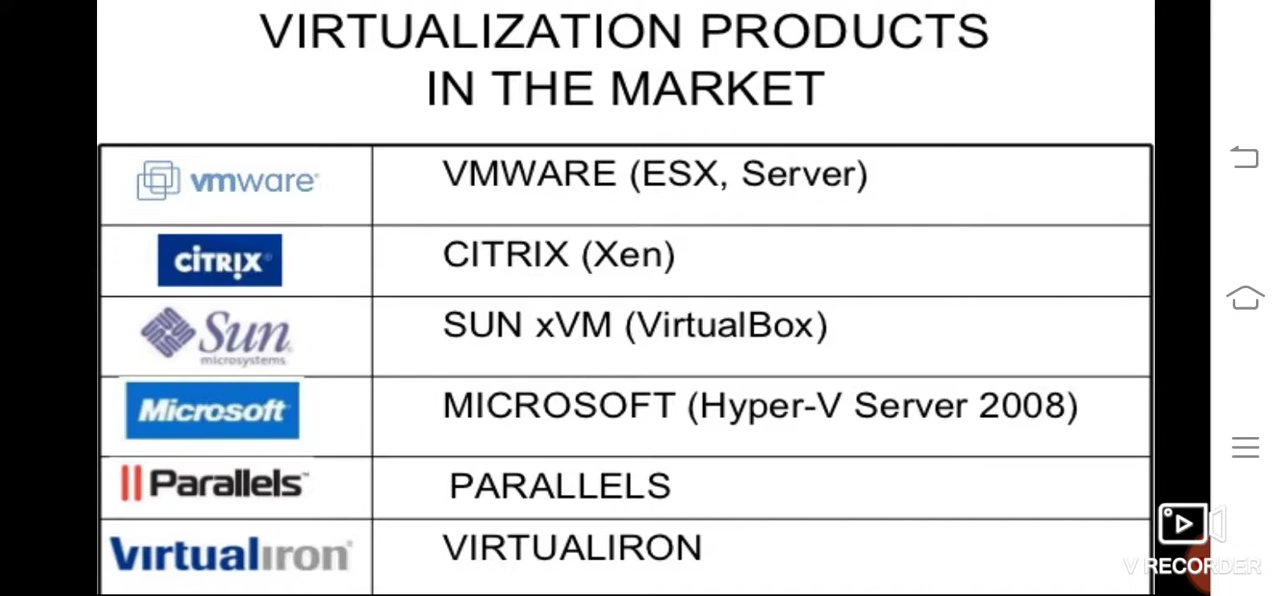 VIRTUALIZATION PRODUCTS
IN THE MARKET
vmware VMWARE (ESX, Server)
CITRIX CITRIX (Xen)
Sun microsystems SUN xVM (VirtualBox)
Microsoft MICROSOFT (Hyper-V Server 2008)
Parallels™ PARALLELS
virtualiron VIRTUALIRON
V RECORDER